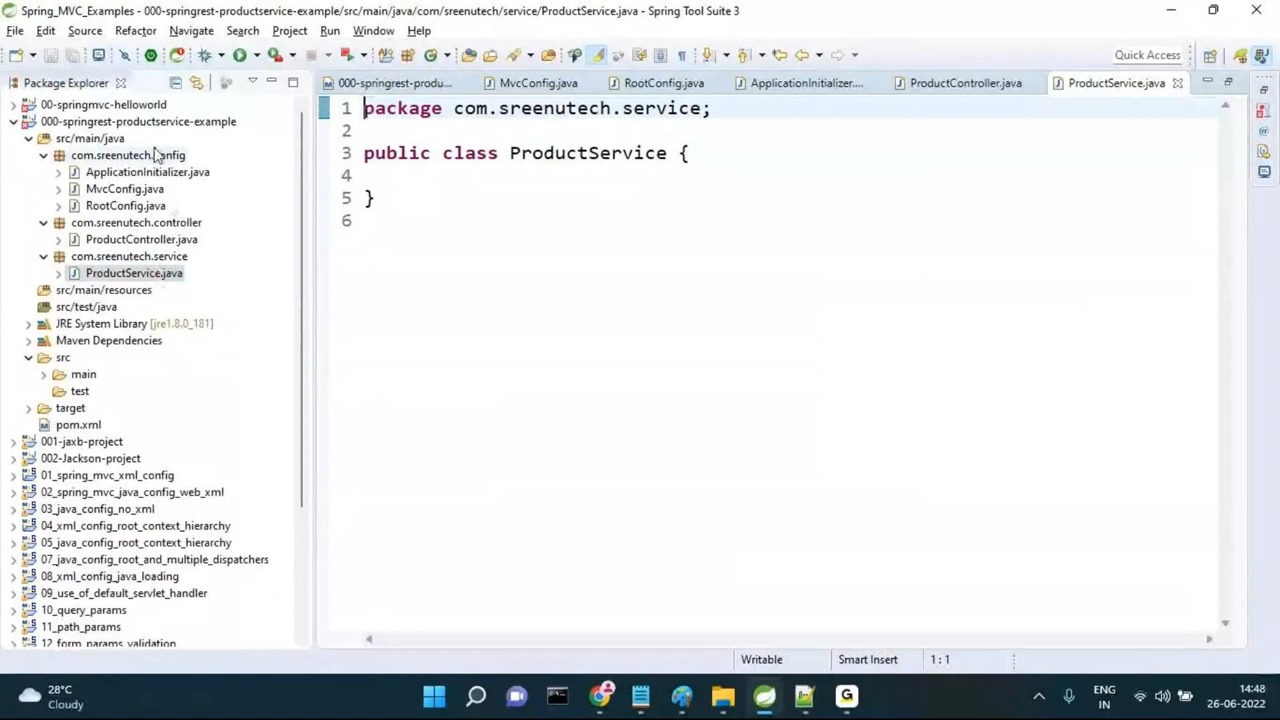 Spring_MVC_Examples - 000-springrest-productservice-example/src/main/java/com/sreenutech/service/ProductService.java - Spring Tool Suite 3
File Edit Source Refactor Navigate Search Project Run Window Help
Quick Access
Package Explorer
000-springrest-produ... MvcConfig.java RootConfig.java ApplicationInitializer.... ProductController.java ProductService.java
00-springmvc-helloworld
000-springrest-productservice-example
src/main/java
com.sreenutech.config
ApplicationInitializer.java
MvcConfig.java
RootConfig.java
com.sreenutech.controller
ProductController.java
com.sreenutech.service
ProductService.java
src/main/resources
src/test/java
JRE System Library [jre1.8.0_181]
Maven Dependencies
src
main
test
target
pom.xml
001-jaxb-project
002-Jackson-project
01_spring_mvc_xml_config
02_spring_mvc_java_config_web_xml
03_java_config_no_xml
04_xml_config_root_context_hierarchy
05_java_config_root_context_hierarchy
07_java_config_root_and_multiple_dispatchers
08_xml_config_java_loading
09_use_of_default_servlet_handler
10_query_params
11_path_params
12_form_params_validation
1 package com.sreenutech.service;
2
3 public class ProductService {
4
5 }
6
Writable Smart Insert 1 : 1
28°C
Cloudy
G
ENG
IN
14:48
26-06-2022